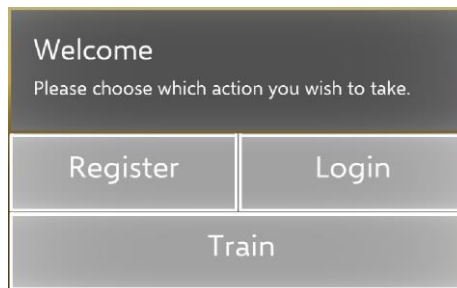 Welcome
Please choose which action you wish to take.
Register
Login
Train